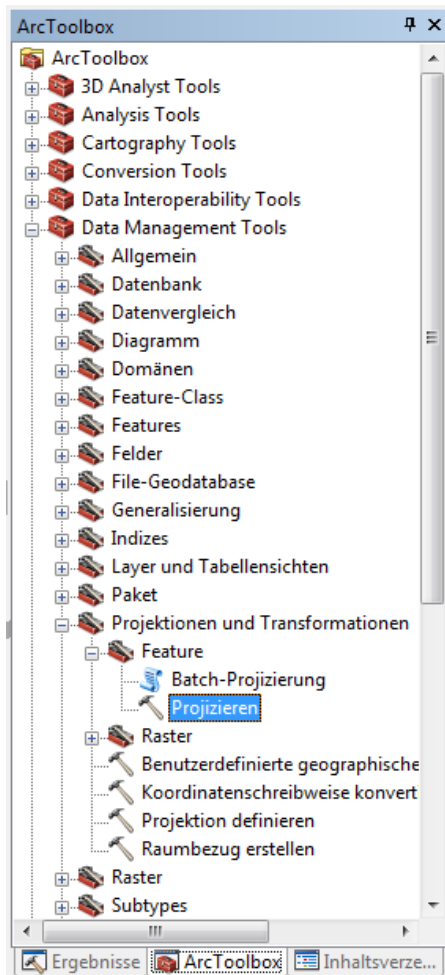 ArcToolbox
ArcToolbox
3D Analyst Tools
Analysis Tools
Cartography Tools
Conversion Tools
Data Interoperability Tools
Data Management Tools
Allgemein
Datenbank
Datenvergleich
Diagramm
Domänen
Feature-Class
Features
Felder
File-Geodatabase
Generalisierung
Indizes
Layer und Tabellensichten
Paket
Projektionen und Transformationen
Feature
Batch-Projizierung
Projizieren
Raster
Benutzerdefinierte geographische
Koordinatenschreibweise konvert
Projektion definieren
Raumbezug erstellen
Raster
Subtypes
Ergebnisse ArcToolbox Inhaltsverze...